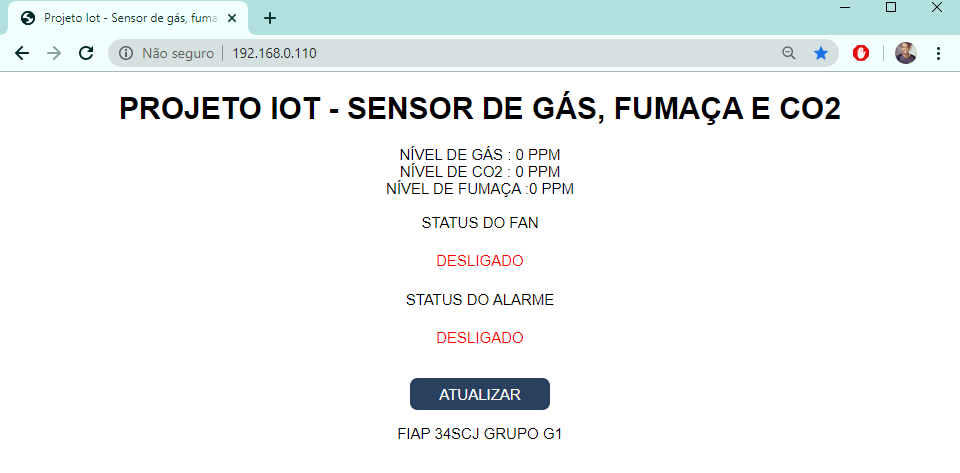 Projeto Iot - Sensor de gás, fuma
Não seguro
192.168.0.110
PROJETO IOT - SENSOR DE GÁS, FUMAÇA E CO2
NÍVEL DE GÁS : 0 PPM
NÍVEL DE CO2 : 0 PPM
NÍVEL DE FUMAÇA :0 PPM
STATUS DO FAN
DESLIGADO
STATUS DO ALARME
DESLIGADO
ATUALIZAR
FIAP 34SCJ GRUPO G1